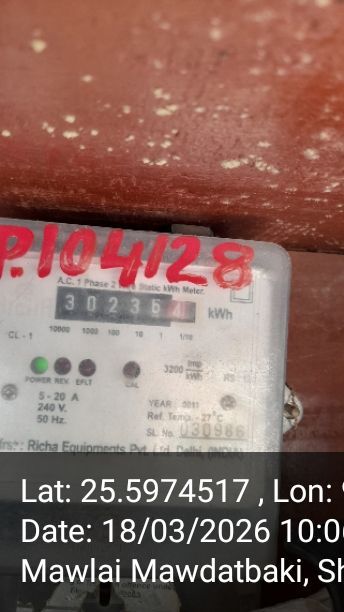 P.104128
A.C. 1 Phase 2 Static kWh Meter.
30236
kWh
CL - 1
10000 1000 100 10 1 1/10
3200 imp/kWh
POWER REV. EFLT CAL
5 - 20 A
240 V.
50 Hz.
YEAR
Ref. Temp. - 27°C
SL. No. 030986
Richa Equipments Pvt. Ltd. Delhi, (INDIA)
Lat: 25.5974517 , Lon:
Date: 18/03/2026 10:0
Mawlai Mawdatbaki, Sh